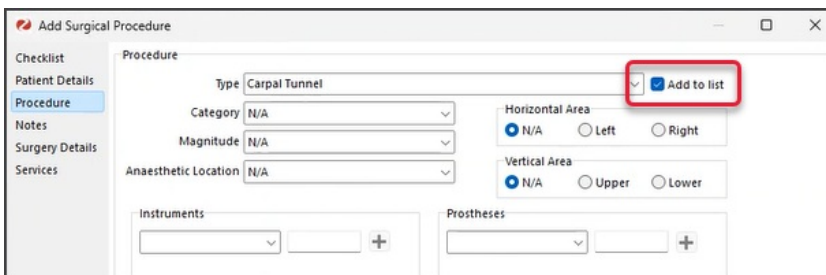 Add Surgical Procedure
Checklist
Patient Details
Procedure
Notes
Surgery Details
Services
Procedure
Type Carpal Tunnel
Add to list
Category N/A
Magnitude N/A
Anaesthetic Location N/A
Horizontal Area
N/A Left Right
Vertical Area
N/A Upper Lower
Instruments
Prostheses